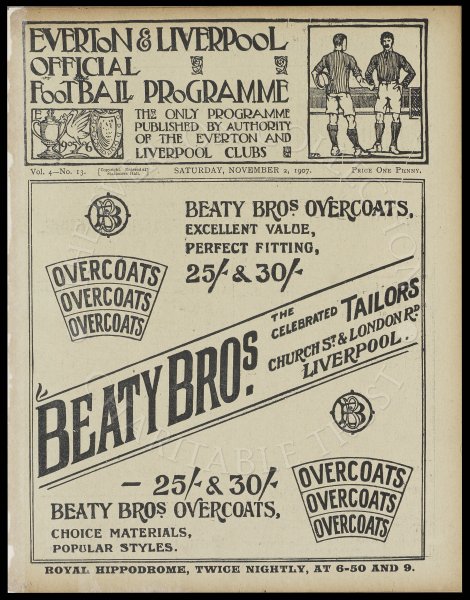 EVERTON & LIVERPOOL
OFFICIAL
FOOTBALL PROGRAMME
THE ONLY PROGRAMME
PUBLISHED BY AUTHORITY
OF THE EVERTON AND
LIVERPOOL CLUBS
Vol. 4—No. 13.
SATURDAY, NOVEMBER 2, 1907.
PRICE ONE PENNY.
BEATY BROS OVERCOATS,
EXCELLENT VALUE,
PERFECT FITTING,
25/- & 30/-
OVERCOATS
OVERCOATS
OVERCOATS
BEATY BROS.
THE
CELEBRATED TAILORS
CHURCH ST & LONDON RD
LIVERPOOL.
— 25/- & 30/-
BEATY BROS OVERCOATS,
CHOICE MATERIALS,
POPULAR STYLES.
OVERCOATS
OVERCOATS
OVERCOATS
ROYAL HIPPODROME, TWICE NIGHTLY, AT 6-50 AND 9.